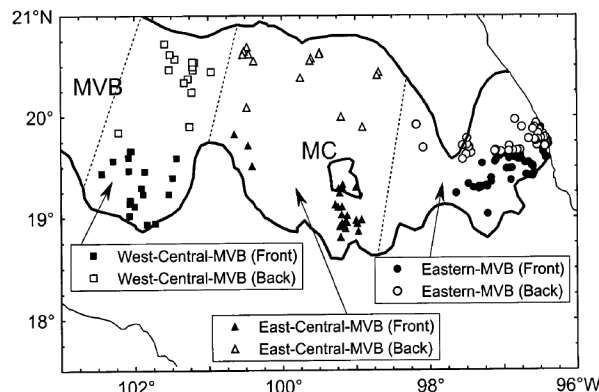 21°N
MVB
20°
MC
19°
■ West-Central-MVB (Front)
□ West-Central-MVB (Back)
● Eastern-MVB (Front)
○ Eastern-MVB (Back)
18°
▲ East-Central-MVB (Front)
△ East-Central-MVB (Back)
102° 100° 98° 96°W